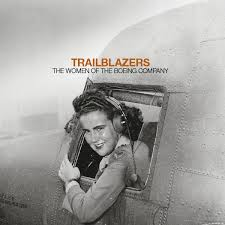 TRAILBLAZERS
THE WOMEN OF THE BOEING COMPANY